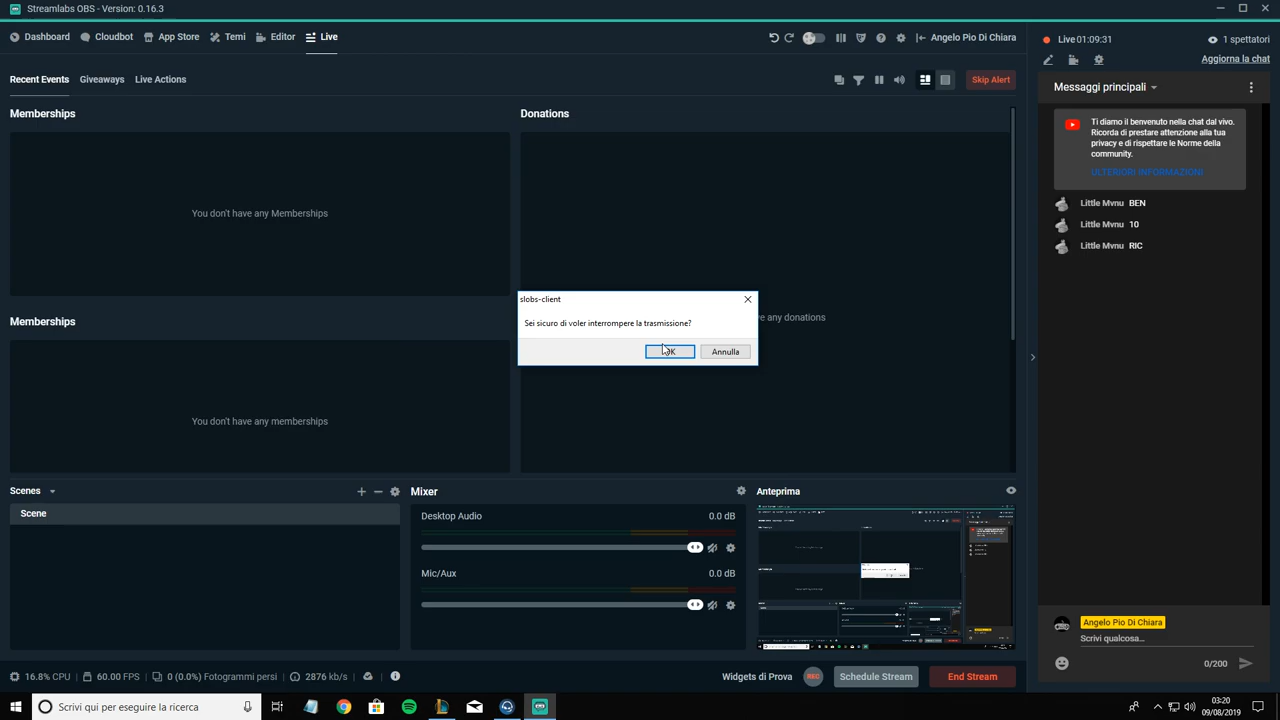 Streamlabs OBS - Version: 0.16.3
Dashboard Cloudbot App Store Temi Editor Live Angelo Pio Di Chiara
Live 01:09:31 1 spettatori
Aggiorna la chat
Recent Events Giveaways Live Actions Skip Alert
Messaggi principali
Memberships
You don't have any Memberships
Donations
e any donations
Memberships
You don't have any memberships
Ti diamo il benvenuto nella chat dal vivo.
Ricorda di prestare attenzione alla tua
privacy e di rispettare le Norme della
community.
ULTERIORI INFORMAZIONI
Little Mvnu BEN
Little Mvnu 10
Little Mvnu RIC
slobs-client
Sei sicuro di voler interrompere la trasmissione?
OK Annulla
Scenes
Scene
Mixer
Desktop Audio 0.0 dB
Mic/Aux 0.0 dB
Anteprima
Angelo Pio Di Chiara
Scrivi qualcosa...
0/200
16.8% CPU 60.00 FPS 0 (0.0%) Fotogrammi persi 2876 kb/s
Widgets di Prova REC Schedule Stream End Stream
Scrivi qui per eseguire la ricerca
03:20
09/08/2019